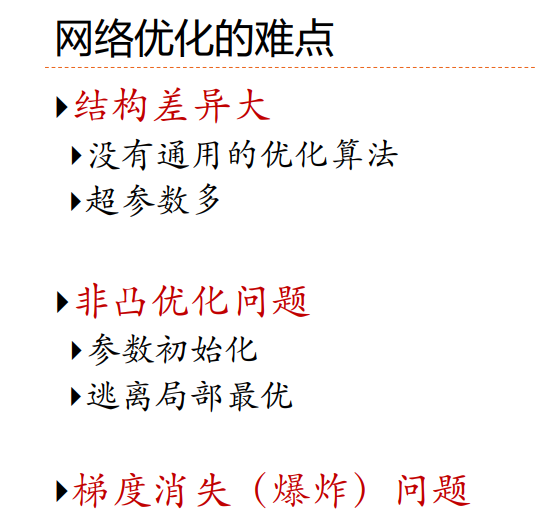 网络优化的难点
结构差异大
没有通用的优化算法
超参数多
非凸优化问题
参数初始化
逃离局部最优
梯度消失（爆炸）问题